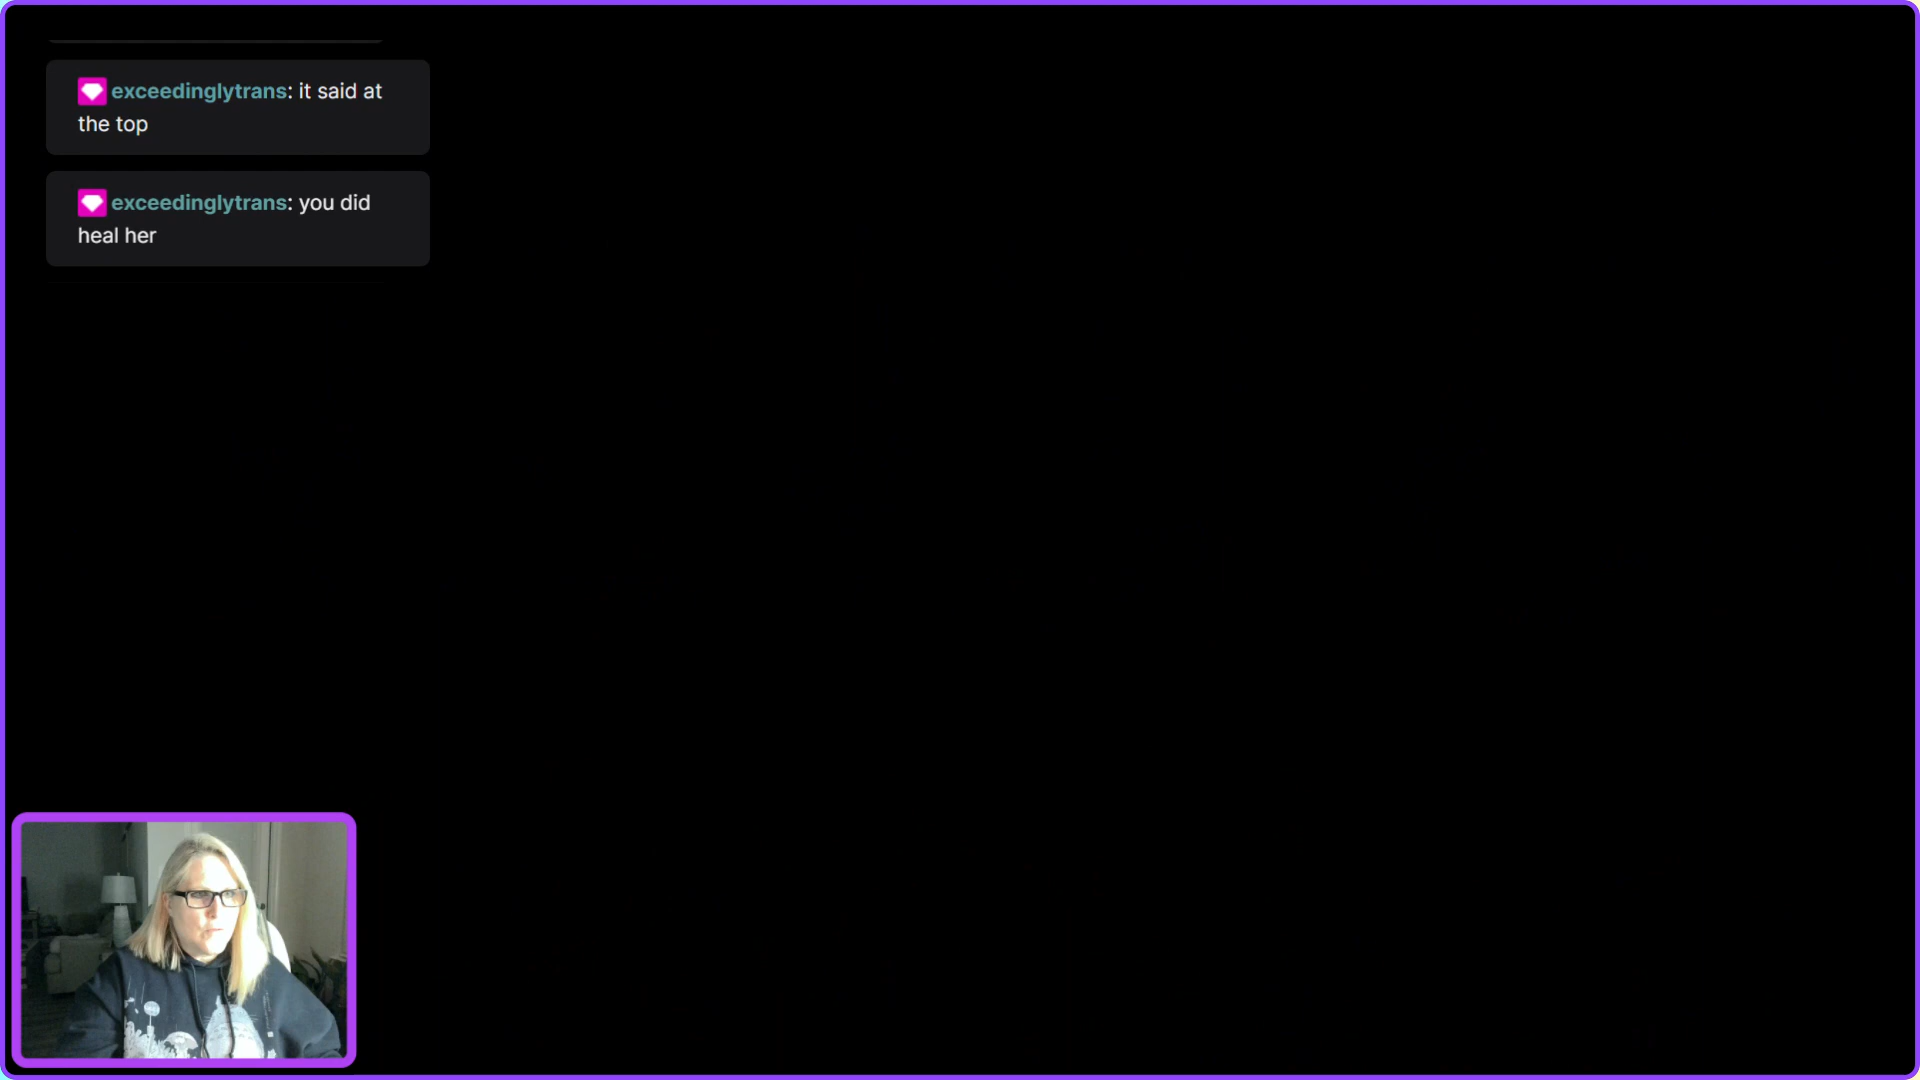 exceedinglytrans: it said at
the top
exceedinglytrans: you did
heal her